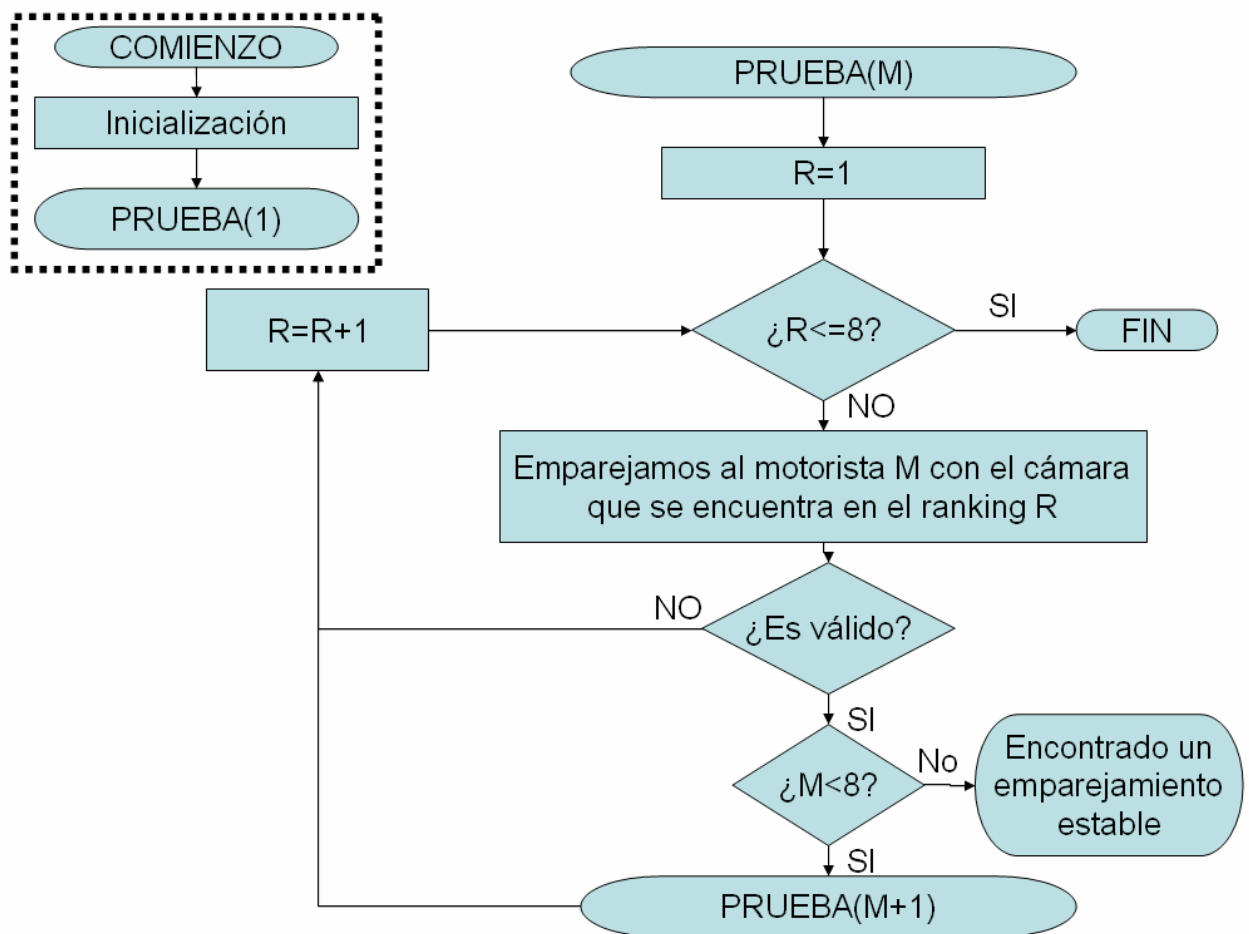 COMIENZO
Inicialización
PRUEBA(1)
PRUEBA(M)
R=1
R=R+1
¿R<=8?
SI
FIN
NO
Emparejamos al motorista M con el cámara
que se encuentra en el ranking R
NO
¿Es válido?
SI
¿M<8?
No
Encontrado un
emparejamiento
estable
SI
PRUEBA(M+1)